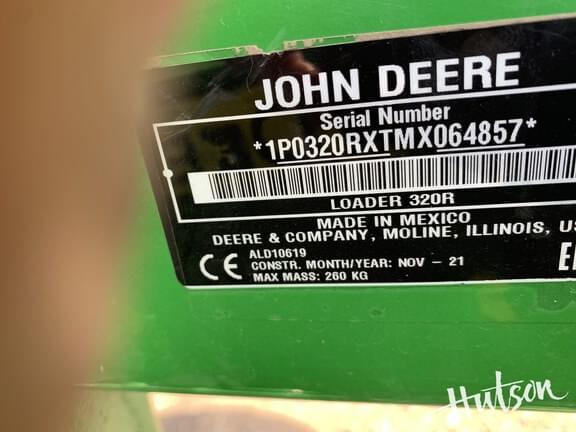 JOHN DEERE
Serial Number
*1P0320RXTMX064857*
LOADER 320R
MADE IN MEXICO
DEERE & COMPANY, MOLINE, ILLINOIS,
ALD10619
CE CONSTR. MONTH/YEAR: NOV - 21
MAX MASS: 260 KG
Hutson